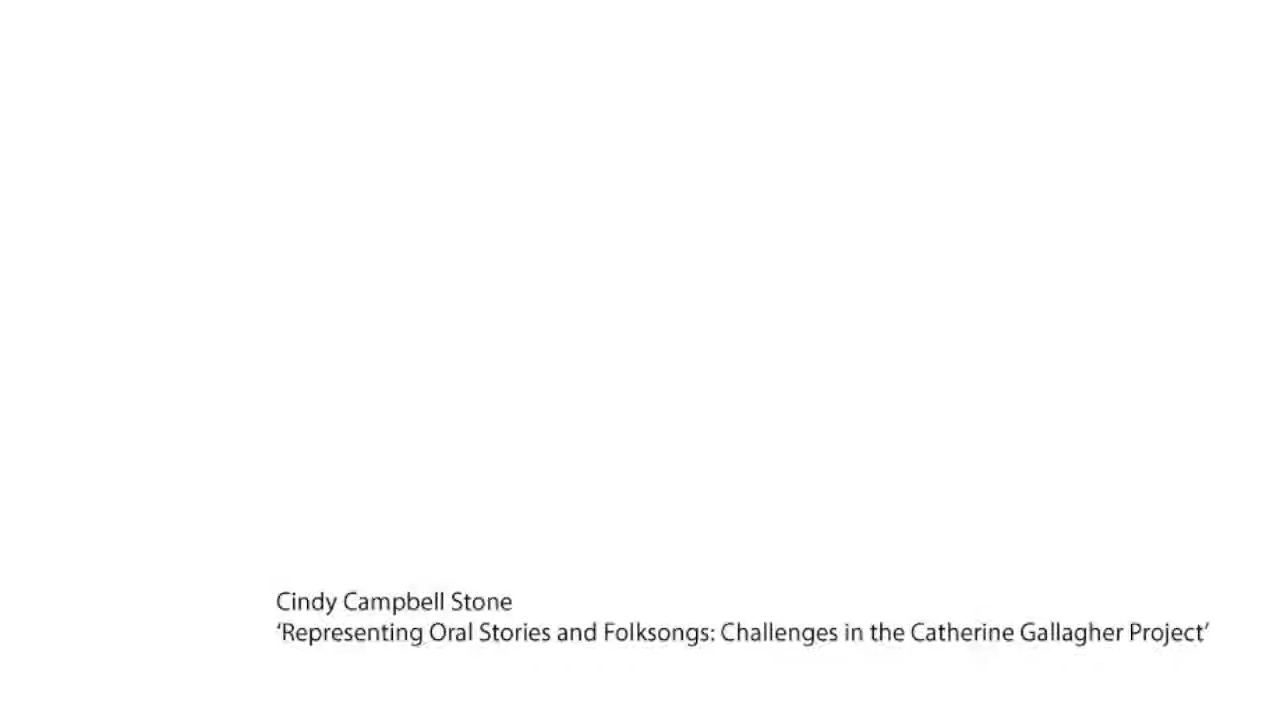 Cindy Campbell Stone
‘Representing Oral Stories and Folksongs: Challenges in the Catherine Gallagher Project’